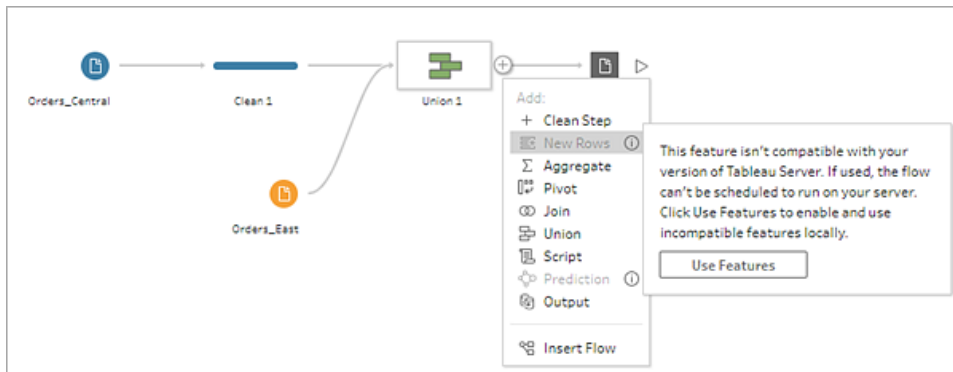 Orders_Central
Clean 1
Union 1
Orders_East
Add:
Clean Step
New Rows
Aggregate
Pivot
Join
Union
Script
Prediction
Output
Insert Flow
This feature isn't compatible with your
version of Tableau Server. If used, the flow
can't be scheduled to run on your server.
Click Use Features to enable and use
incompatible features locally.
Use Features